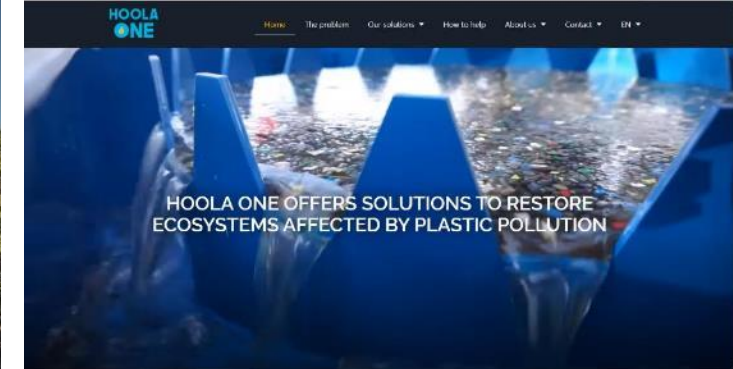 HOOLA
ONE
Home The problem Our solutions How to help About us Contact EN
HOOLA ONE OFFERS SOLUTIONS TO RESTORE
ECOSYSTEMS AFFECTED BY PLASTIC POLLUTION